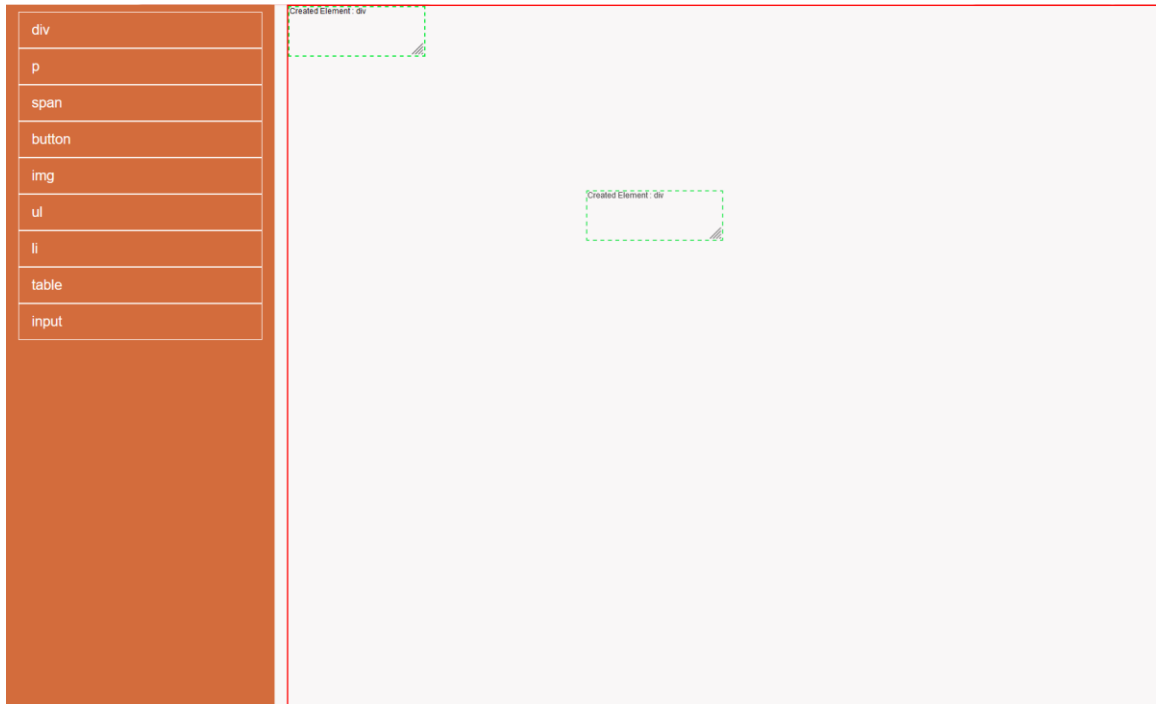 div
p
span
button
img
ul
li
table
input
Created Element : div
Created Element : div